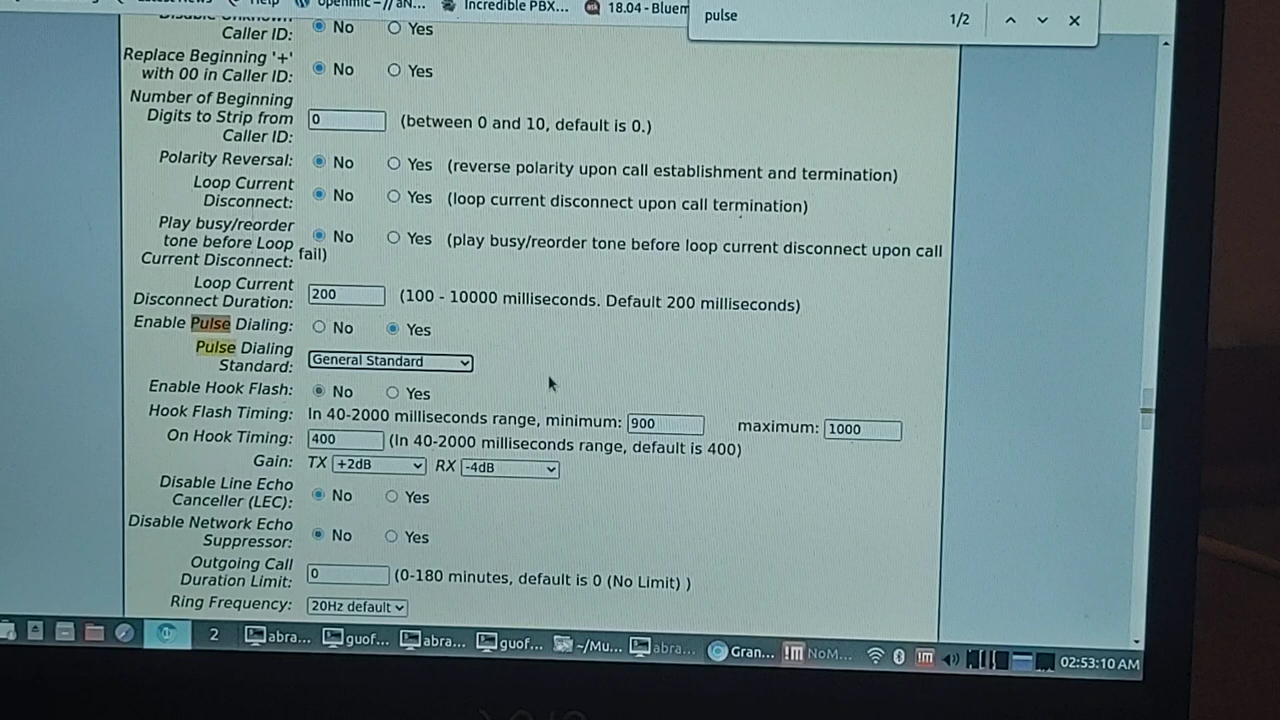 Help
openmic – // aN...
Incredible PBX...
18.04 - Bluem
pulse
1/2
Disable Unknown
Caller ID: No Yes
Replace Beginning '+'
with 00 in Caller ID: No Yes
Number of Beginning
Digits to Strip from
Caller ID: 0 (between 0 and 10, default is 0.)
Polarity Reversal: No Yes (reverse polarity upon call establishment and termination)
Loop Current
Disconnect: No Yes (loop current disconnect upon call termination)
Play busy/reorder
tone before Loop
Current Disconnect: No Yes (play busy/reorder tone before loop current disconnect upon call
fail)
Loop Current
Disconnect Duration: 200 (100 - 10000 milliseconds. Default 200 milliseconds)
Enable Pulse Dialing: No Yes
Pulse Dialing
Standard: General Standard
Enable Hook Flash: No Yes
Hook Flash Timing: In 40-2000 milliseconds range, minimum: 900 maximum: 1000
On Hook Timing: 400 (In 40-2000 milliseconds range, default is 400)
Gain: TX +2dB RX -4dB
Disable Line Echo
Canceller (LEC): No Yes
Disable Network Echo
Suppressor: No Yes
Outgoing Call
Duration Limit: 0 (0-180 minutes, default is 0 (No Limit) )
Ring Frequency: 20Hz default
2 abra... guof... abra... guof... ~/Mu... abra... Gran... NoM... 02:53:10 AM